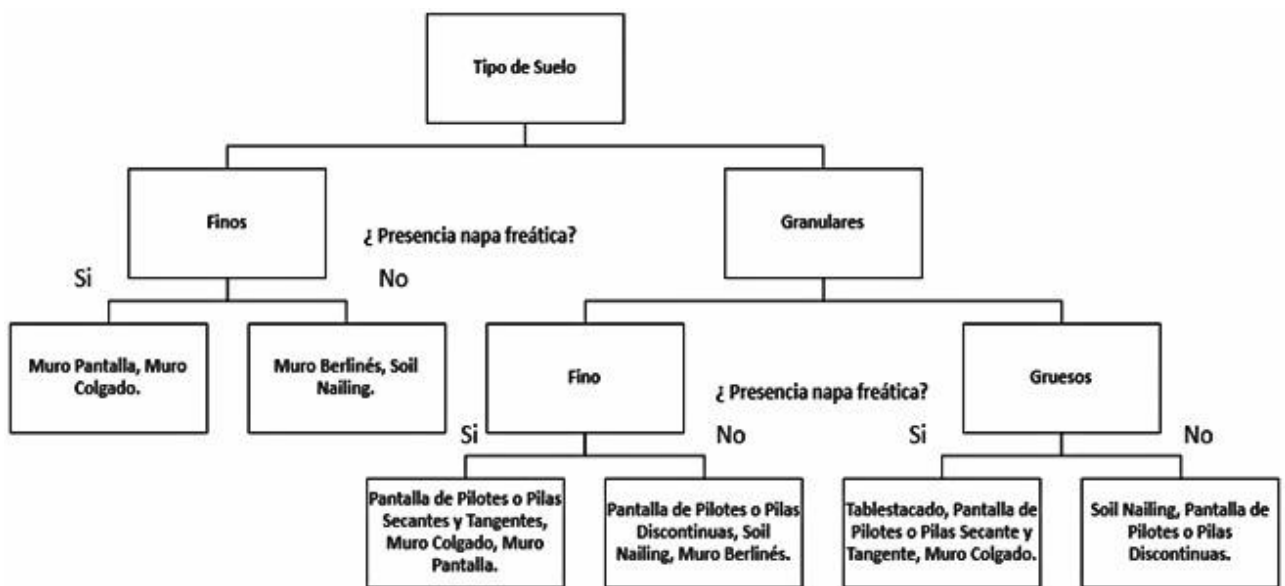 Tipo de Suelo
Finos
Granulares
¿ Presencia napa freática?
Si
No
Muro Pantalla, Muro
Colgado.
Muro Berlinés, Soil
Nailing.
Fino
Gruesos
¿ Presencia napa freática?
Si
No
Si
No
Pantalla de Pilotes o Pilas
Secantes y Tangentes,
Muro Colgado, Muro
Pantalla.
Pantalla de Pilotes o Pilas
Discontinuas, Soil
Nailing, Muro Berlinés.
Tablestacado, Pantalla de
Pilotes o Pilas Secante y
Tangente, Muro Colgado.
Soil Nailing, Pantalla de
Pilotes o Pilas
Discontinuas.